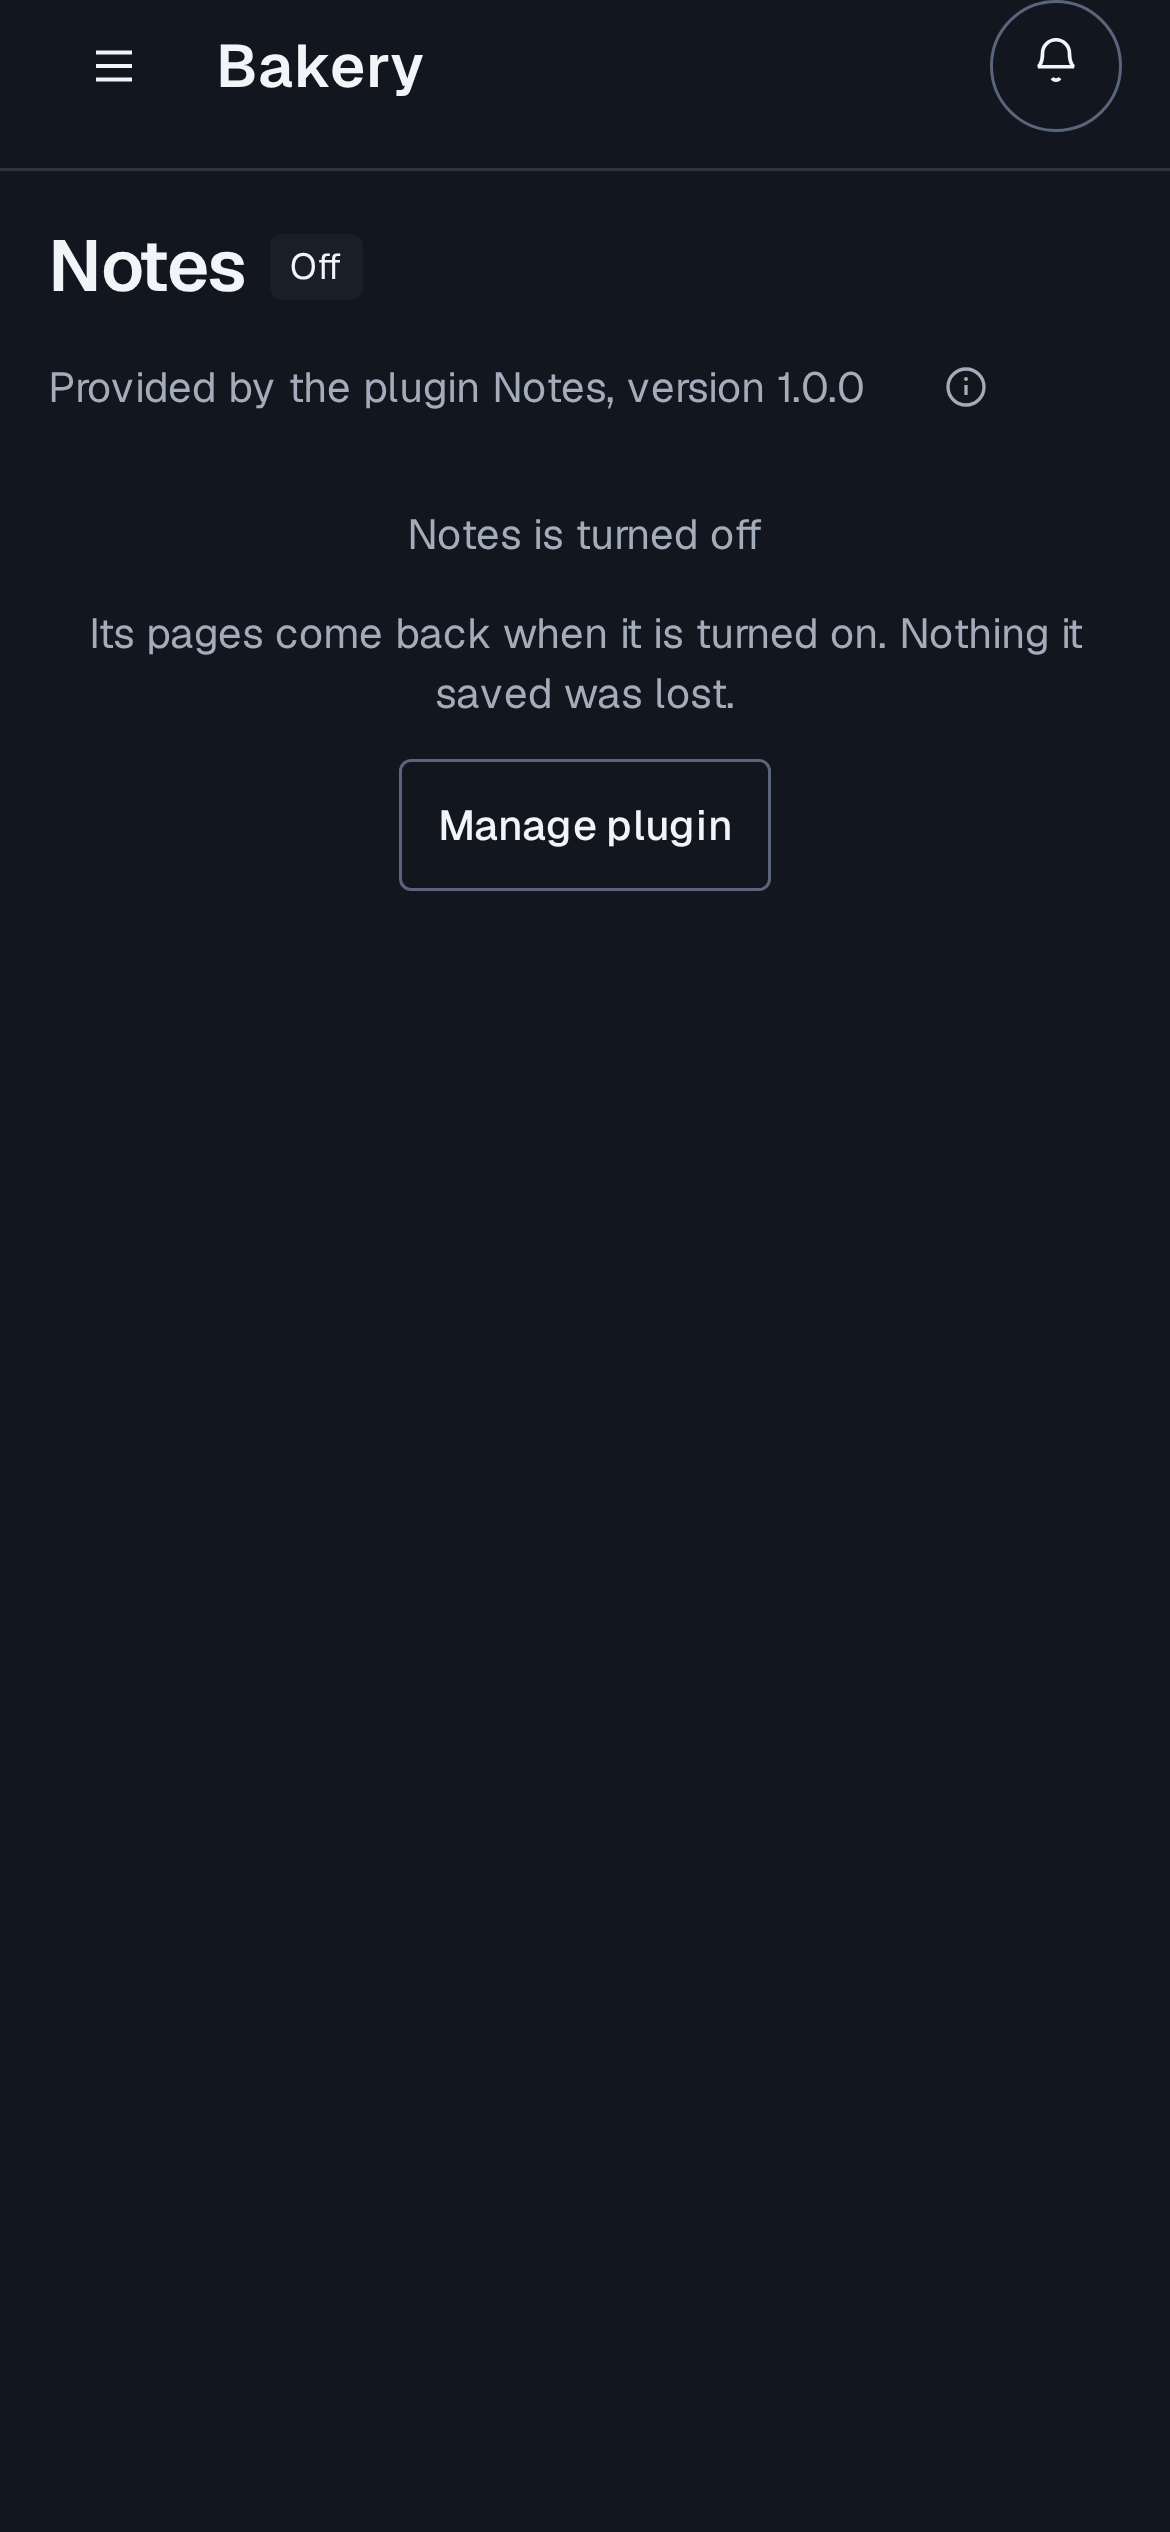 Bakery
Notes
Off
Provided by the plugin Notes, version 1.0.0
Notes is turned off
Its pages come back when it is turned on. Nothing it
saved was lost.
Manage plugin